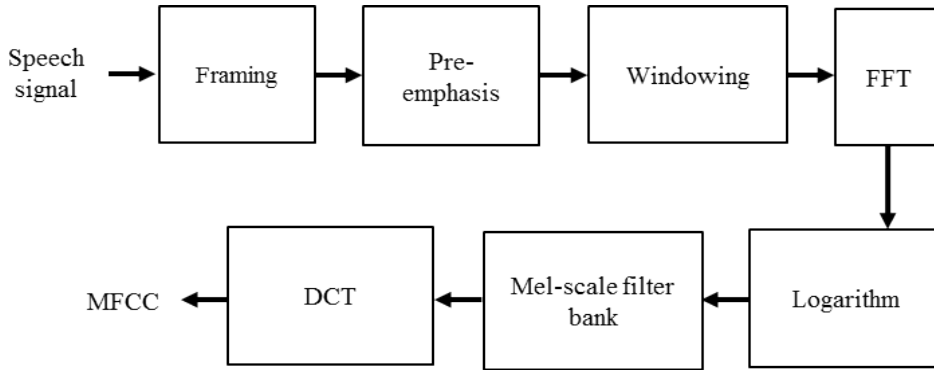 Speech
signal
Framing
Pre-
emphasis
Windowing
FFT
Logarithm
Mel-scale filter
bank
DCT
MFCC